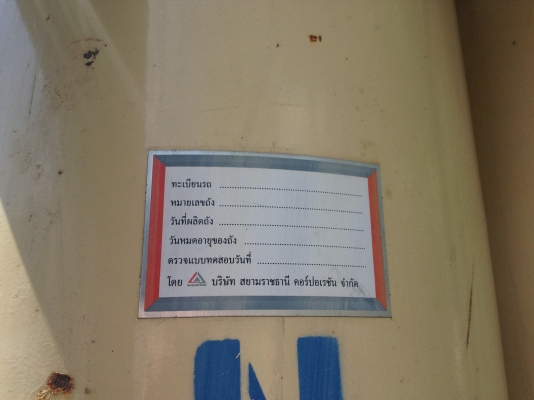 ทะเบียนรถ ........................................
หมายเลขถัง ........................................
วันที่ผลิตถัง ........................................
วันหมดอายุของถัง ........................................
ตรวจแบบทดสอบวันที่ ........................................
โดย บริษัท สยามราชธานี คอร์ปอเรชัน จำกัด
N